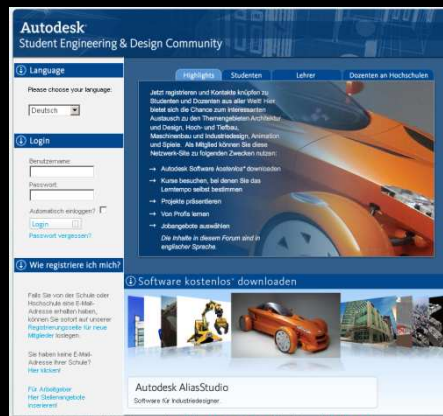 Autodesk
Student Engineering & Design Community
Language
Please choose your language:
Deutsch
Login
Benutzername:
Passwort:
Automatisch einloggen?
Login
Passwort vergessen?
Wie registriere ich mich?
Falls Sie von der Schule oder
Hochschule eine E-Mail-
Adresse erhalten haben,
können Sie sofort auf unserer
Registrierungsseite für neue
Mitglieder loslegen.
Sie haben keine E-Mail-
Adresse Ihrer Schule?
Hier klicken!
Für Arbeitgeber
Hier Stellenangebote
inserieren!
Highlights
Studenten
Lehrer
Dozenten an Hochschulen
Jetzt registrieren und Kontakte knüpfen zu
Studenten und Dozenten aus aller Welt! Hier
bietet sich die Chance zum interessanten
Austausch zu den Themengebieten Architektur
und Design, Hoch- und Tiefbau,
Maschinenbau und Industriedesign, Animation
und Spiele. Als Mitglied können Sie diese
Netzwerk-Site zu folgenden Zwecken nutzen:
→ Autodesk Software kostenlos* downloaden
→ Kurse besuchen, bei denen Sie das
Lerntempo selbst bestimmen
→ Projekte präsentieren
→ Von Profis lernen
→ Jobangebote auswählen
Die Inhalte in diesem Forum sind in
englischer Sprache.
Software kostenlos* downloaden
Autodesk AliasStudio
Software für Industriedesigner.